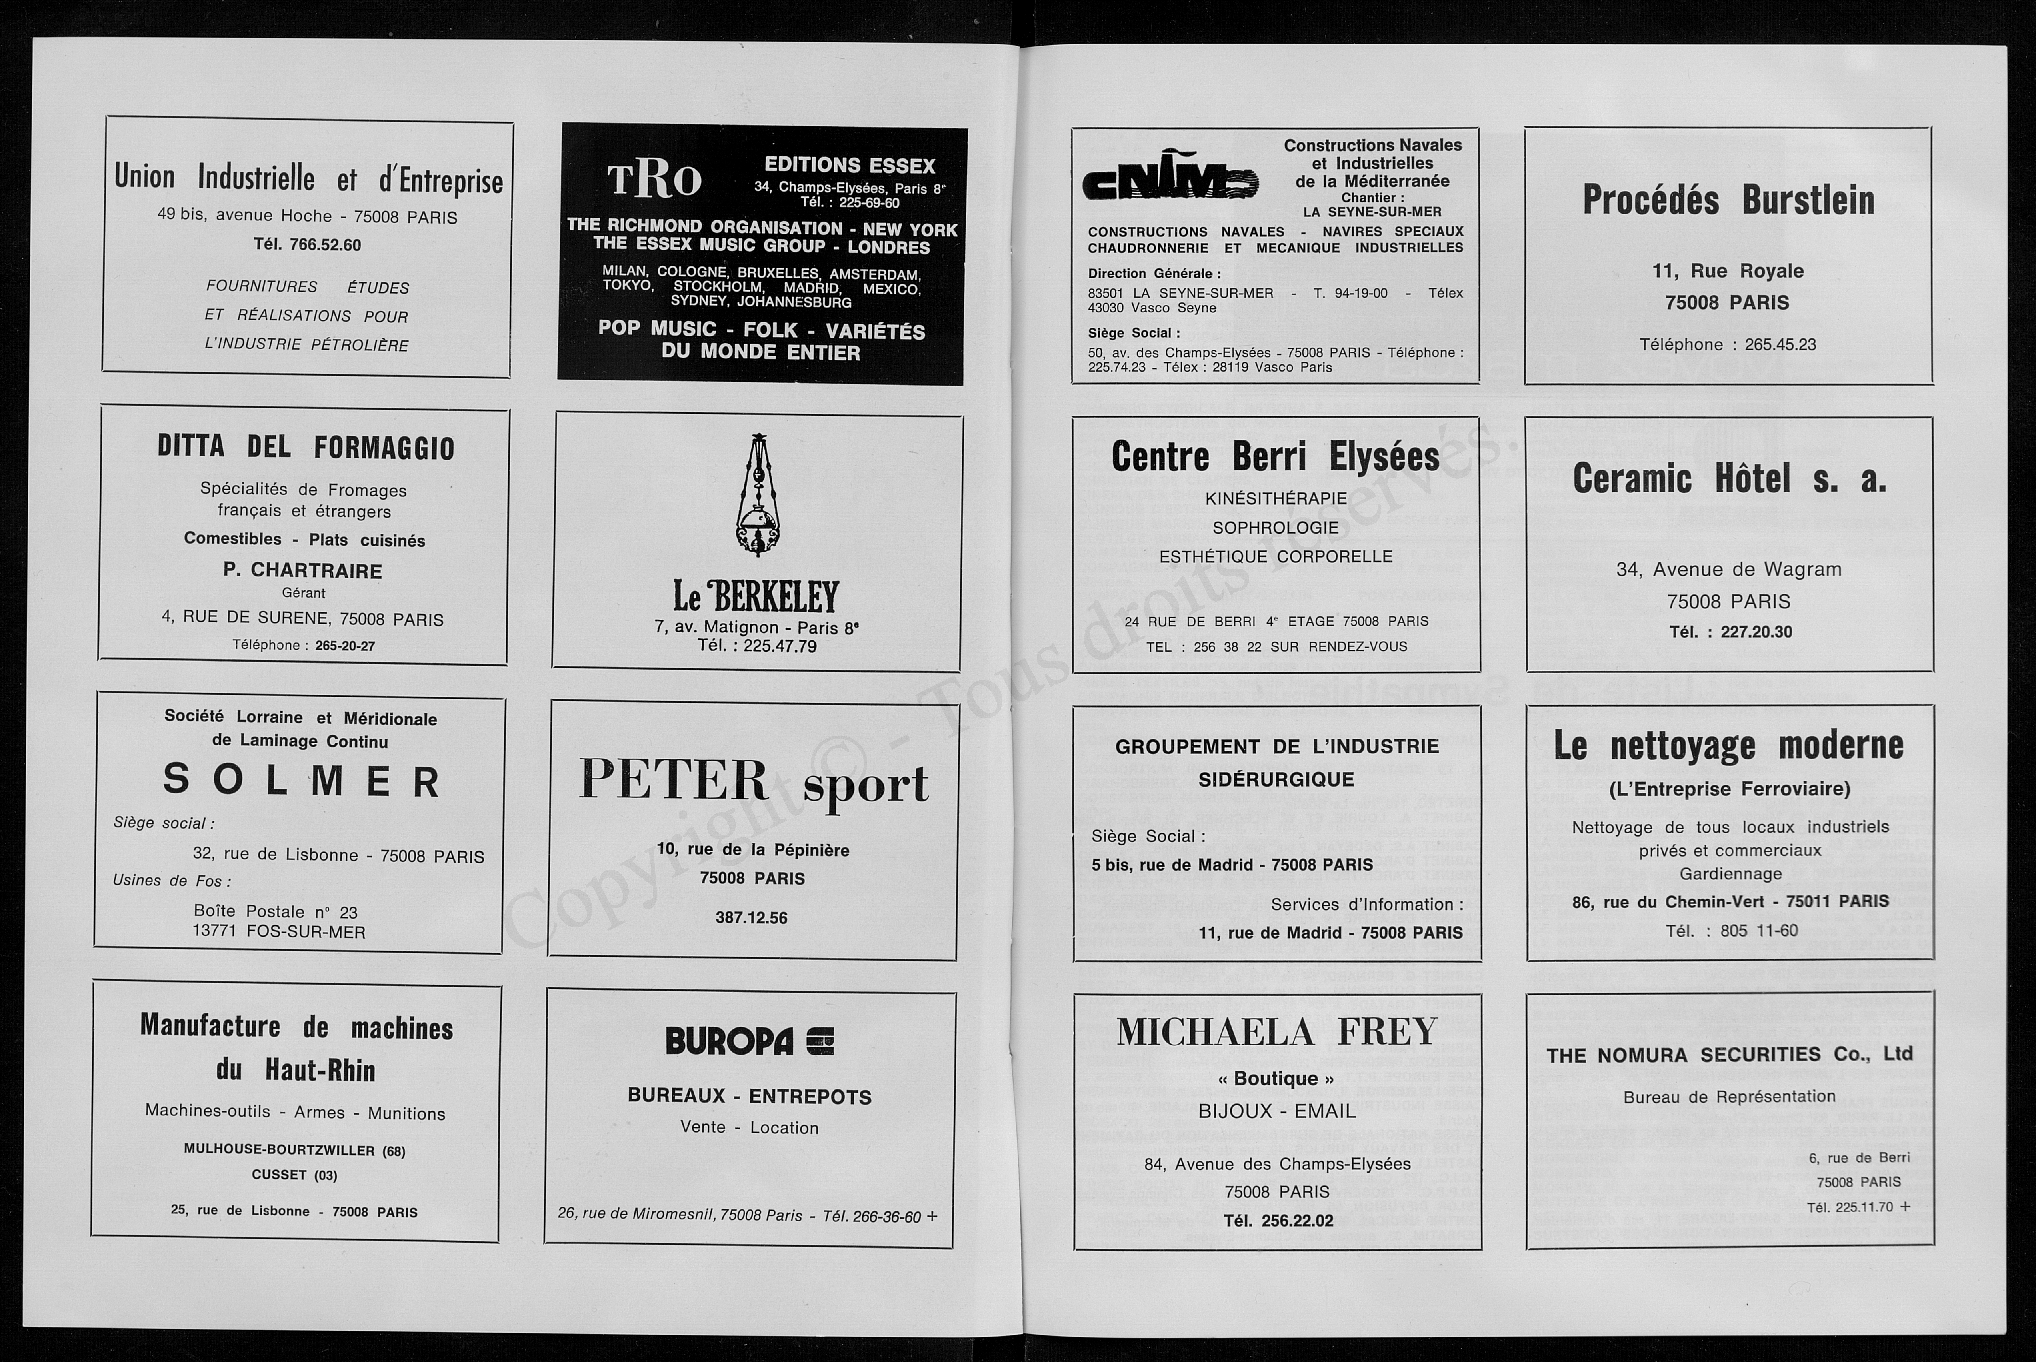 Union Industrielle et d'Entreprise
49 bis, avenue Hoche - 75008 PARIS
Tél. 766.52.60
FOURNITURES ÉTUDES
ET RÉALISATIONS POUR
L'INDUSTRIE PÉTROLIÈRE
TRO
EDITIONS ESSEX
34, Champs-Elysées, Paris 8e
Tél. : 225-69-60
THE RICHMOND ORGANISATION - NEW YORK
THE ESSEX MUSIC GROUP - LONDRES
MILAN, COLOGNE, BRUXELLES, AMSTERDAM,
TOKYO, STOCKHOLM, MADRID, MEXICO,
SYDNEY, JOHANNESBURG
POP MUSIC - FOLK - VARIÉTÉS
DU MONDE ENTIER
DITTA DEL FORMAGGIO
Spécialités de Fromages
français et étrangers
Comestibles - Plats cuisinés
P. CHARTRAIRE
Gérant
4, RUE DE SURENE, 75008 PARIS
Téléphone : 265-20-27
Le BERKELEY
7, av. Matignon - Paris 8e
Tél. : 225.47.79
Société Lorraine et Méridionale
de Laminage Continu
SOLMER
Siège social :
32, rue de Lisbonne - 75008 PARIS
Usines de Fos :
Boîte Postale n° 23
13771 FOS-SUR-MER
PETER sport
10, rue de la Pépinière
75008 PARIS
387.12.56
Manufacture de machines
du Haut-Rhin
Machines-outils - Armes - Munitions
MULHOUSE-BOURTZWILLER (68)
CUSSET (03)
25, rue de Lisbonne - 75008 PARIS
BUROPA
BUREAUX - ENTREPOTS
Vente - Location
26, rue de Miromesnil, 75008 Paris - Tél. 266-36-60 +
CNIM
Constructions Navales
et Industrielles
de la Méditerranée
Chantier :
LA SEYNE-SUR-MER
CONSTRUCTIONS NAVALES - NAVIRES SPECIAUX
CHAUDRONNERIE ET MECANIQUE INDUSTRIELLES
Direction Générale :
83501 LA SEYNE-SUR-MER - T. 94-19-00 - Télex
43030 Vasco Seyne
Siège Social :
50, av. des Champs-Elysées - 75008 PARIS - Téléphone :
225.74.23 - Télex : 28119 Vasco Paris
Procédés Burstlein
11, Rue Royale
75008 PARIS
Téléphone : 265.45.23
Centre Berri Elysées
KINÉSITHÉRAPIE
SOPHROLOGIE
ESTHÉTIQUE CORPORELLE
24 RUE DE BERRI 4e ETAGE 75008 PARIS
TEL : 256 38 22 SUR RENDEZ-VOUS
Ceramic Hôtel s. a.
34, Avenue de Wagram
75008 PARIS
Tél. : 227.20.30
GROUPEMENT DE L'INDUSTRIE
SIDÉRURGIQUE
Siège Social :
5 bis, rue de Madrid - 75008 PARIS
Services d'Information :
11, rue de Madrid - 75008 PARIS
Le nettoyage moderne
(L'Entreprise Ferroviaire)
Nettoyage de tous locaux industriels
privés et commerciaux
Gardiennage
86, rue du Chemin-Vert - 75011 PARIS
Tél. : 805 11-60
MICHAELA FREY
« Boutique »
BIJOUX - EMAIL
84, Avenue des Champs-Elysées
75008 PARIS
Tél. 256.22.02
THE NOMURA SECURITIES Co., Ltd
Bureau de Représentation
6, rue de Berri
75008 PARIS
Tél. 225.11.70 +
Copyright © - Tous droits réservés.